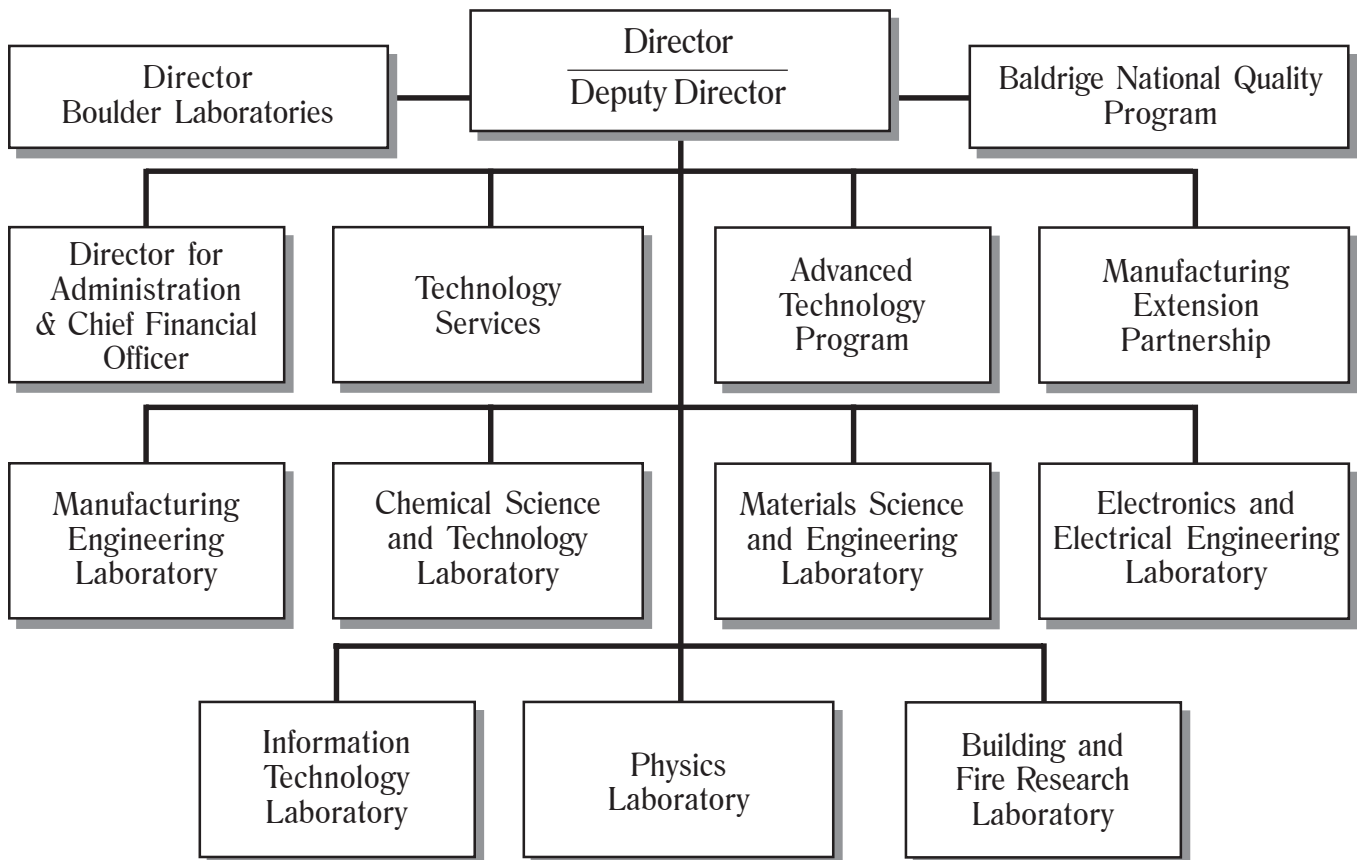 Director
Deputy Director
Director
Boulder Laboratories
Baldrige National Quality
Program
Director for
Administration
& Chief Financial
Officer
Technology
Services
Advanced
Technology
Program
Manufacturing
Extension
Partnership
Manufacturing
Engineering
Laboratory
Chemical Science
and Technology
Laboratory
Materials Science
and Engineering
Laboratory
Electronics and
Electrical Engineering
Laboratory
Information
Technology
Laboratory
Physics
Laboratory
Building and
Fire Research
Laboratory